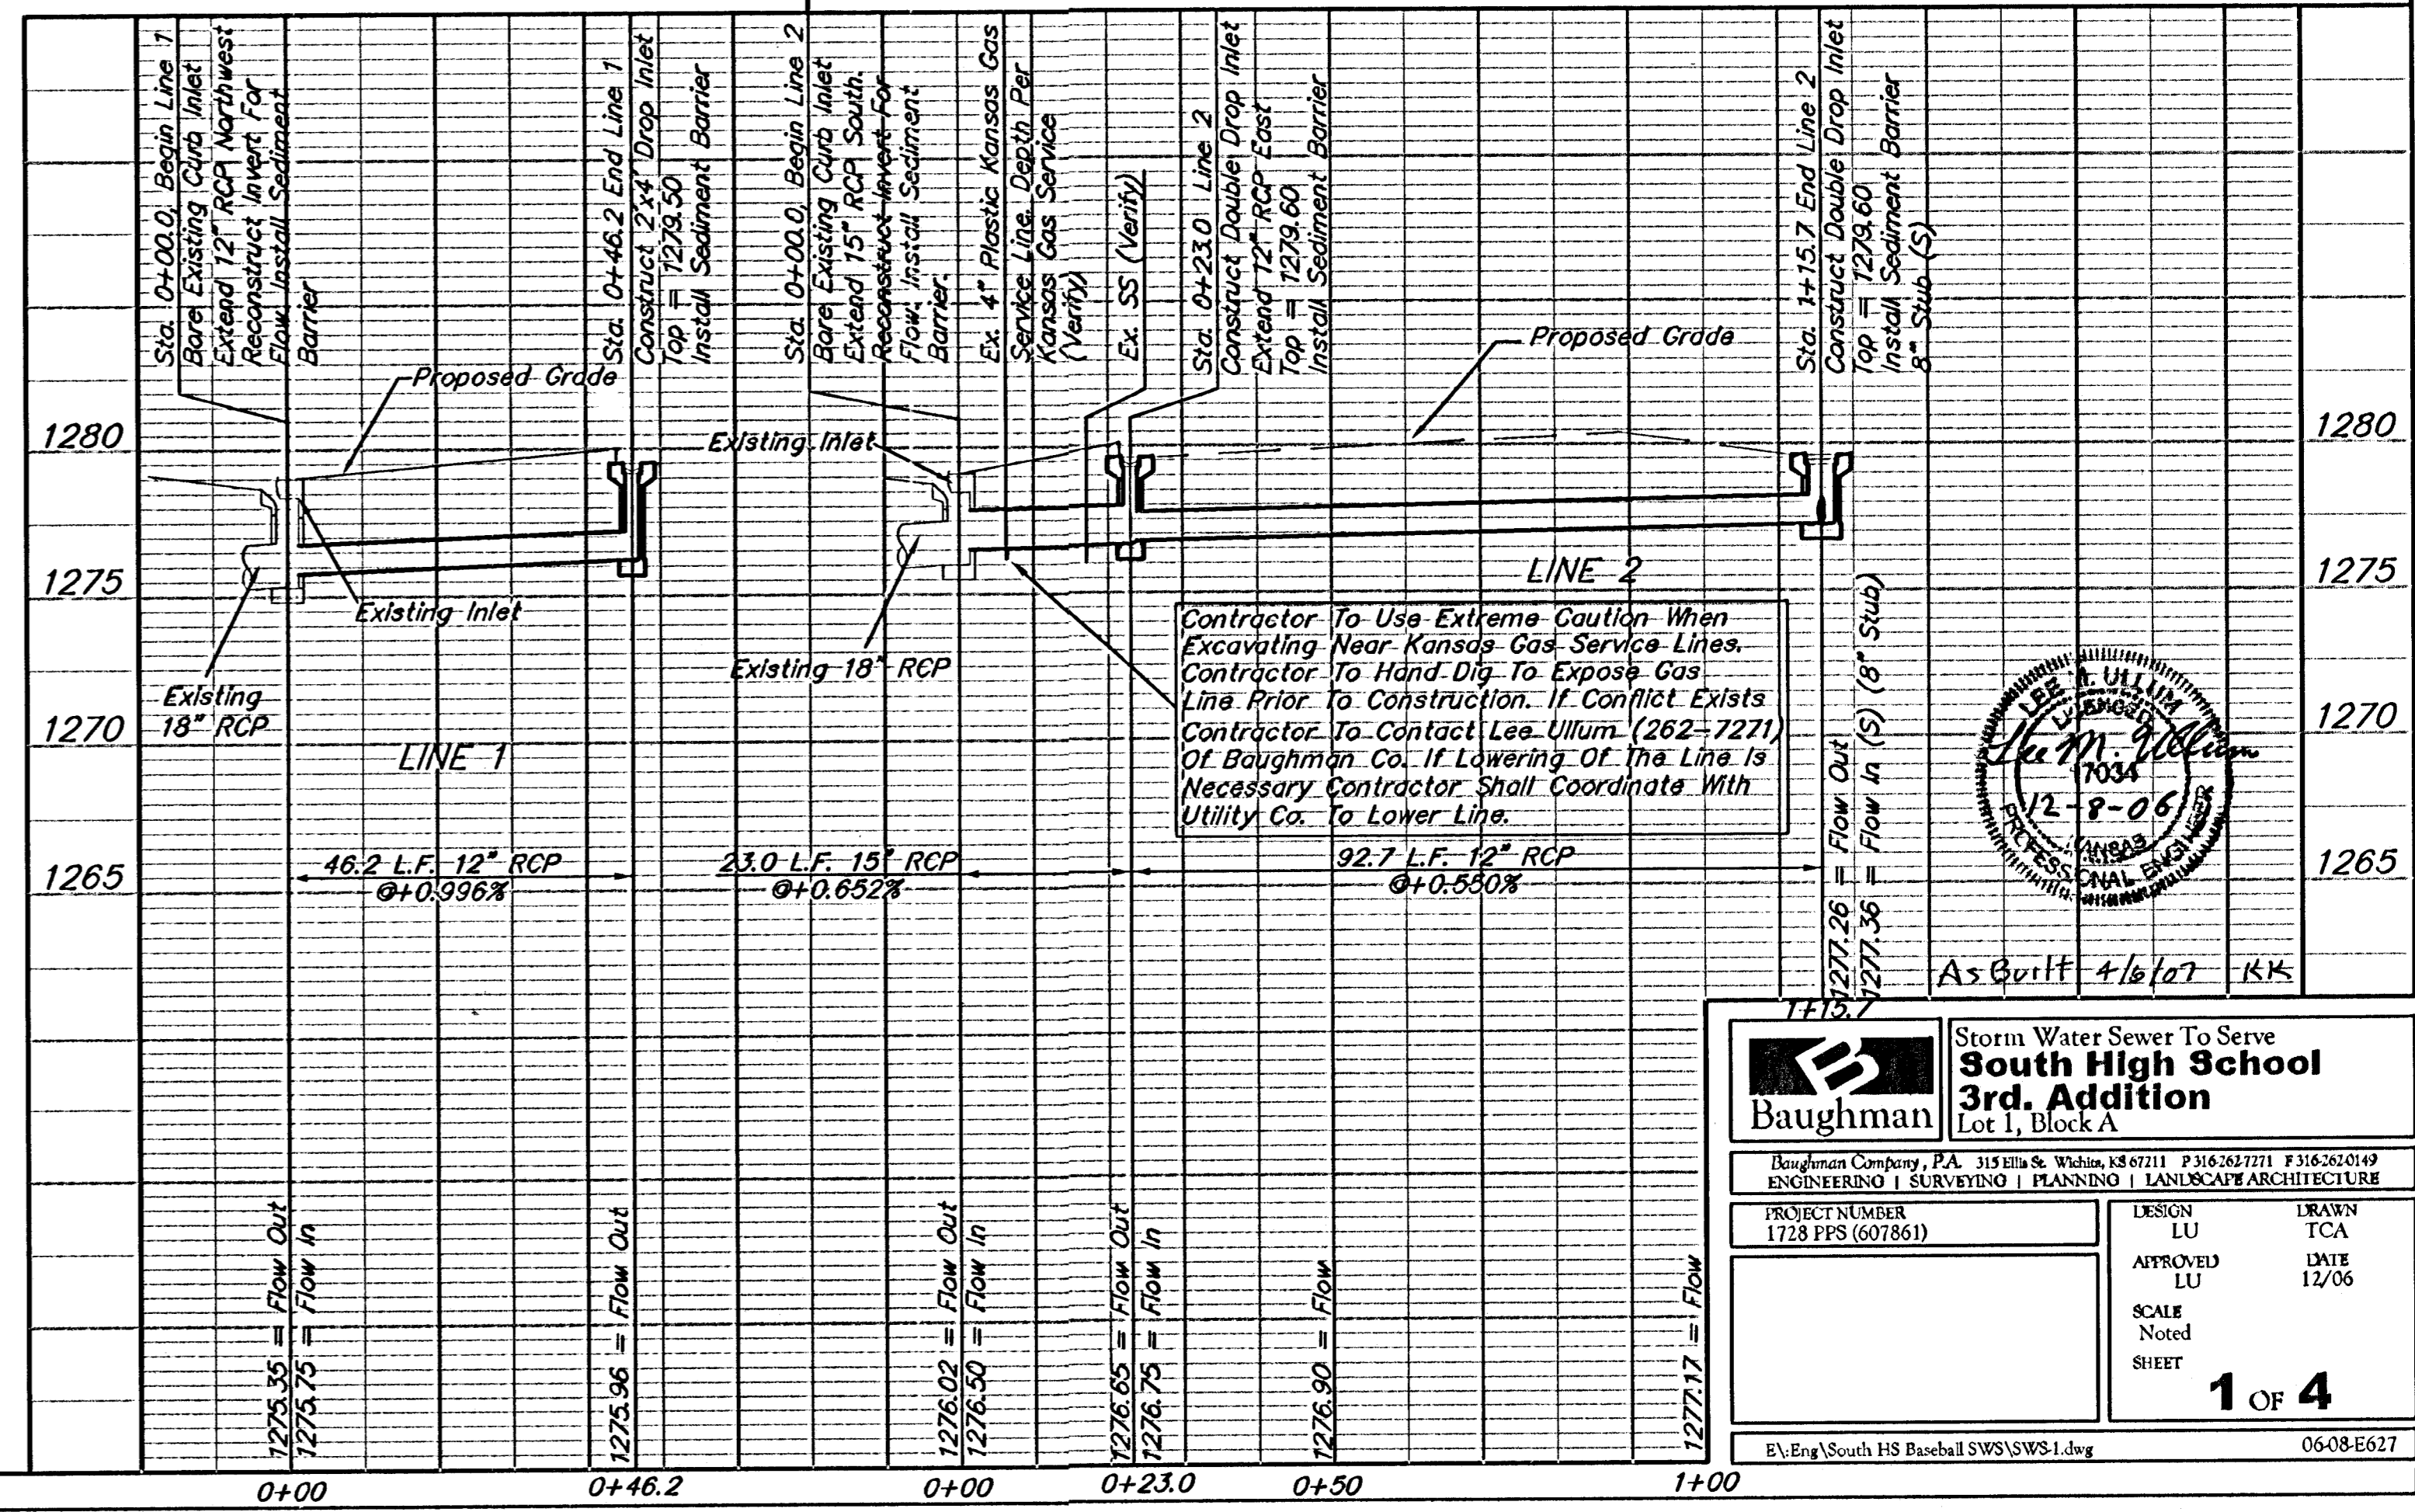 Sta. 0+00.0, Begin Line 1
Bore Existing Curb Inlet
Extend 12" RCP Northwest
Reconstruct Invert For
Flow. Install Sediment
Barrier
Sta. 0+46.2 End Line 1
Construct 2'x4' Drop Inlet
Top = 1279.50
Install Sediment Barrier
Sta. 0+00.0, Begin Line 2
Bore Existing Curb Inlet
Extend 15" RCP South.
Reconstruct Invert For
Flow. Install Sediment
Barrier.
Ex. 4" Plastic Kansas Gas
Service Line. Depth Per
Kansas Gas Service
(Verify)
Ex. SS (Verify)
Sta. 0+23.0 Line 2
Construct Double Drop Inlet
Extend 12" RCP East
Top = 1279.60
Install Sediment Barrier
Sta. 1+15.7 End Line 2
Construct Double Drop Inlet
Top = 1279.60
Install Sediment Barrier
8" Stub (S)
Proposed Grade
Proposed Grade
1280
1280
Existing Inlet
1275
1275
Existing Inlet
LINE 2
Existing 18" RCP
Existing
18" RCP
1270
1270
LINE 1
Contractor To Use Extreme Caution When
Excavating Near Kansas Gas Service Lines.
Contractor To Hand Dig To Expose Gas
Line Prior To Construction. If Conflict Exists
Contractor To Contact Lee Ullum (262-7271)
Of Baughman Co. If Lowering Of The Line Is
Necessary Contractor Shall Coordinate With
Utility Co. To Lower Line.
LEE M. ULLUM
LICENSED
Lee M. Ullum
17034
12-8-06
KANSAS
PROFESSIONAL ENGINEER
1265
1265
46.2 L.F. 12" RCP
@+0.996%
23.0 L.F. 15" RCP
@+0.652%
92.7 L.F. 12" RCP
@+0.550%
1277.26 = Flow Out
1277.36 = Flow In (S) (8" Stub)
As Built 4/6/07 KK
1+15.7
1275.35 = Flow Out
1275.75 = Flow In
1275.96 = Flow Out
1276.02 = Flow Out
1276.50 = Flow In
1276.65 = Flow Out
1276.75 = Flow In
1276.90 = Flow
1277.17 = Flow
0+00
0+46.2
0+00
0+23.0
0+50
1+00
Baughman
Storm Water Sewer To Serve
South High School
3rd. Addition
Lot 1, Block A
Baughman Company, P.A. 315 Ellis St. Wichita, KS 67211 P 316-262-7271 F 316-262-0149
ENGINEERING | SURVEYING | PLANNING | LANDSCAPE ARCHITECTURE
PROJECT NUMBER
1728 PPS (607861)
DESIGN
LU
DRAWN
TCA
APPROVED
LU
DATE
12/06
SCALE
Noted
SHEET
1 OF 4
E\:Eng\South HS Baseball SWS\SWS-1.dwg
06-08-E627